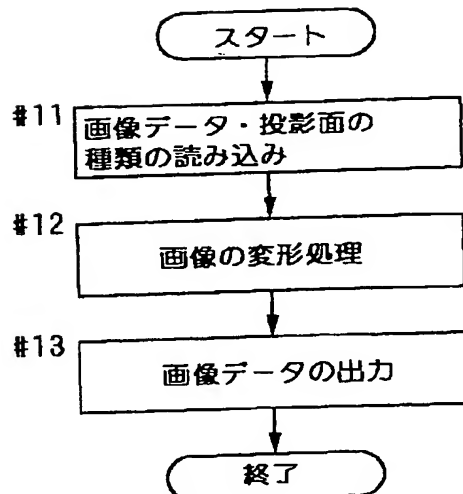 スタート
#11
画像データ・投影面の
種類の読み込み
#12
画像の変形処理
#13
画像データの出力
終了